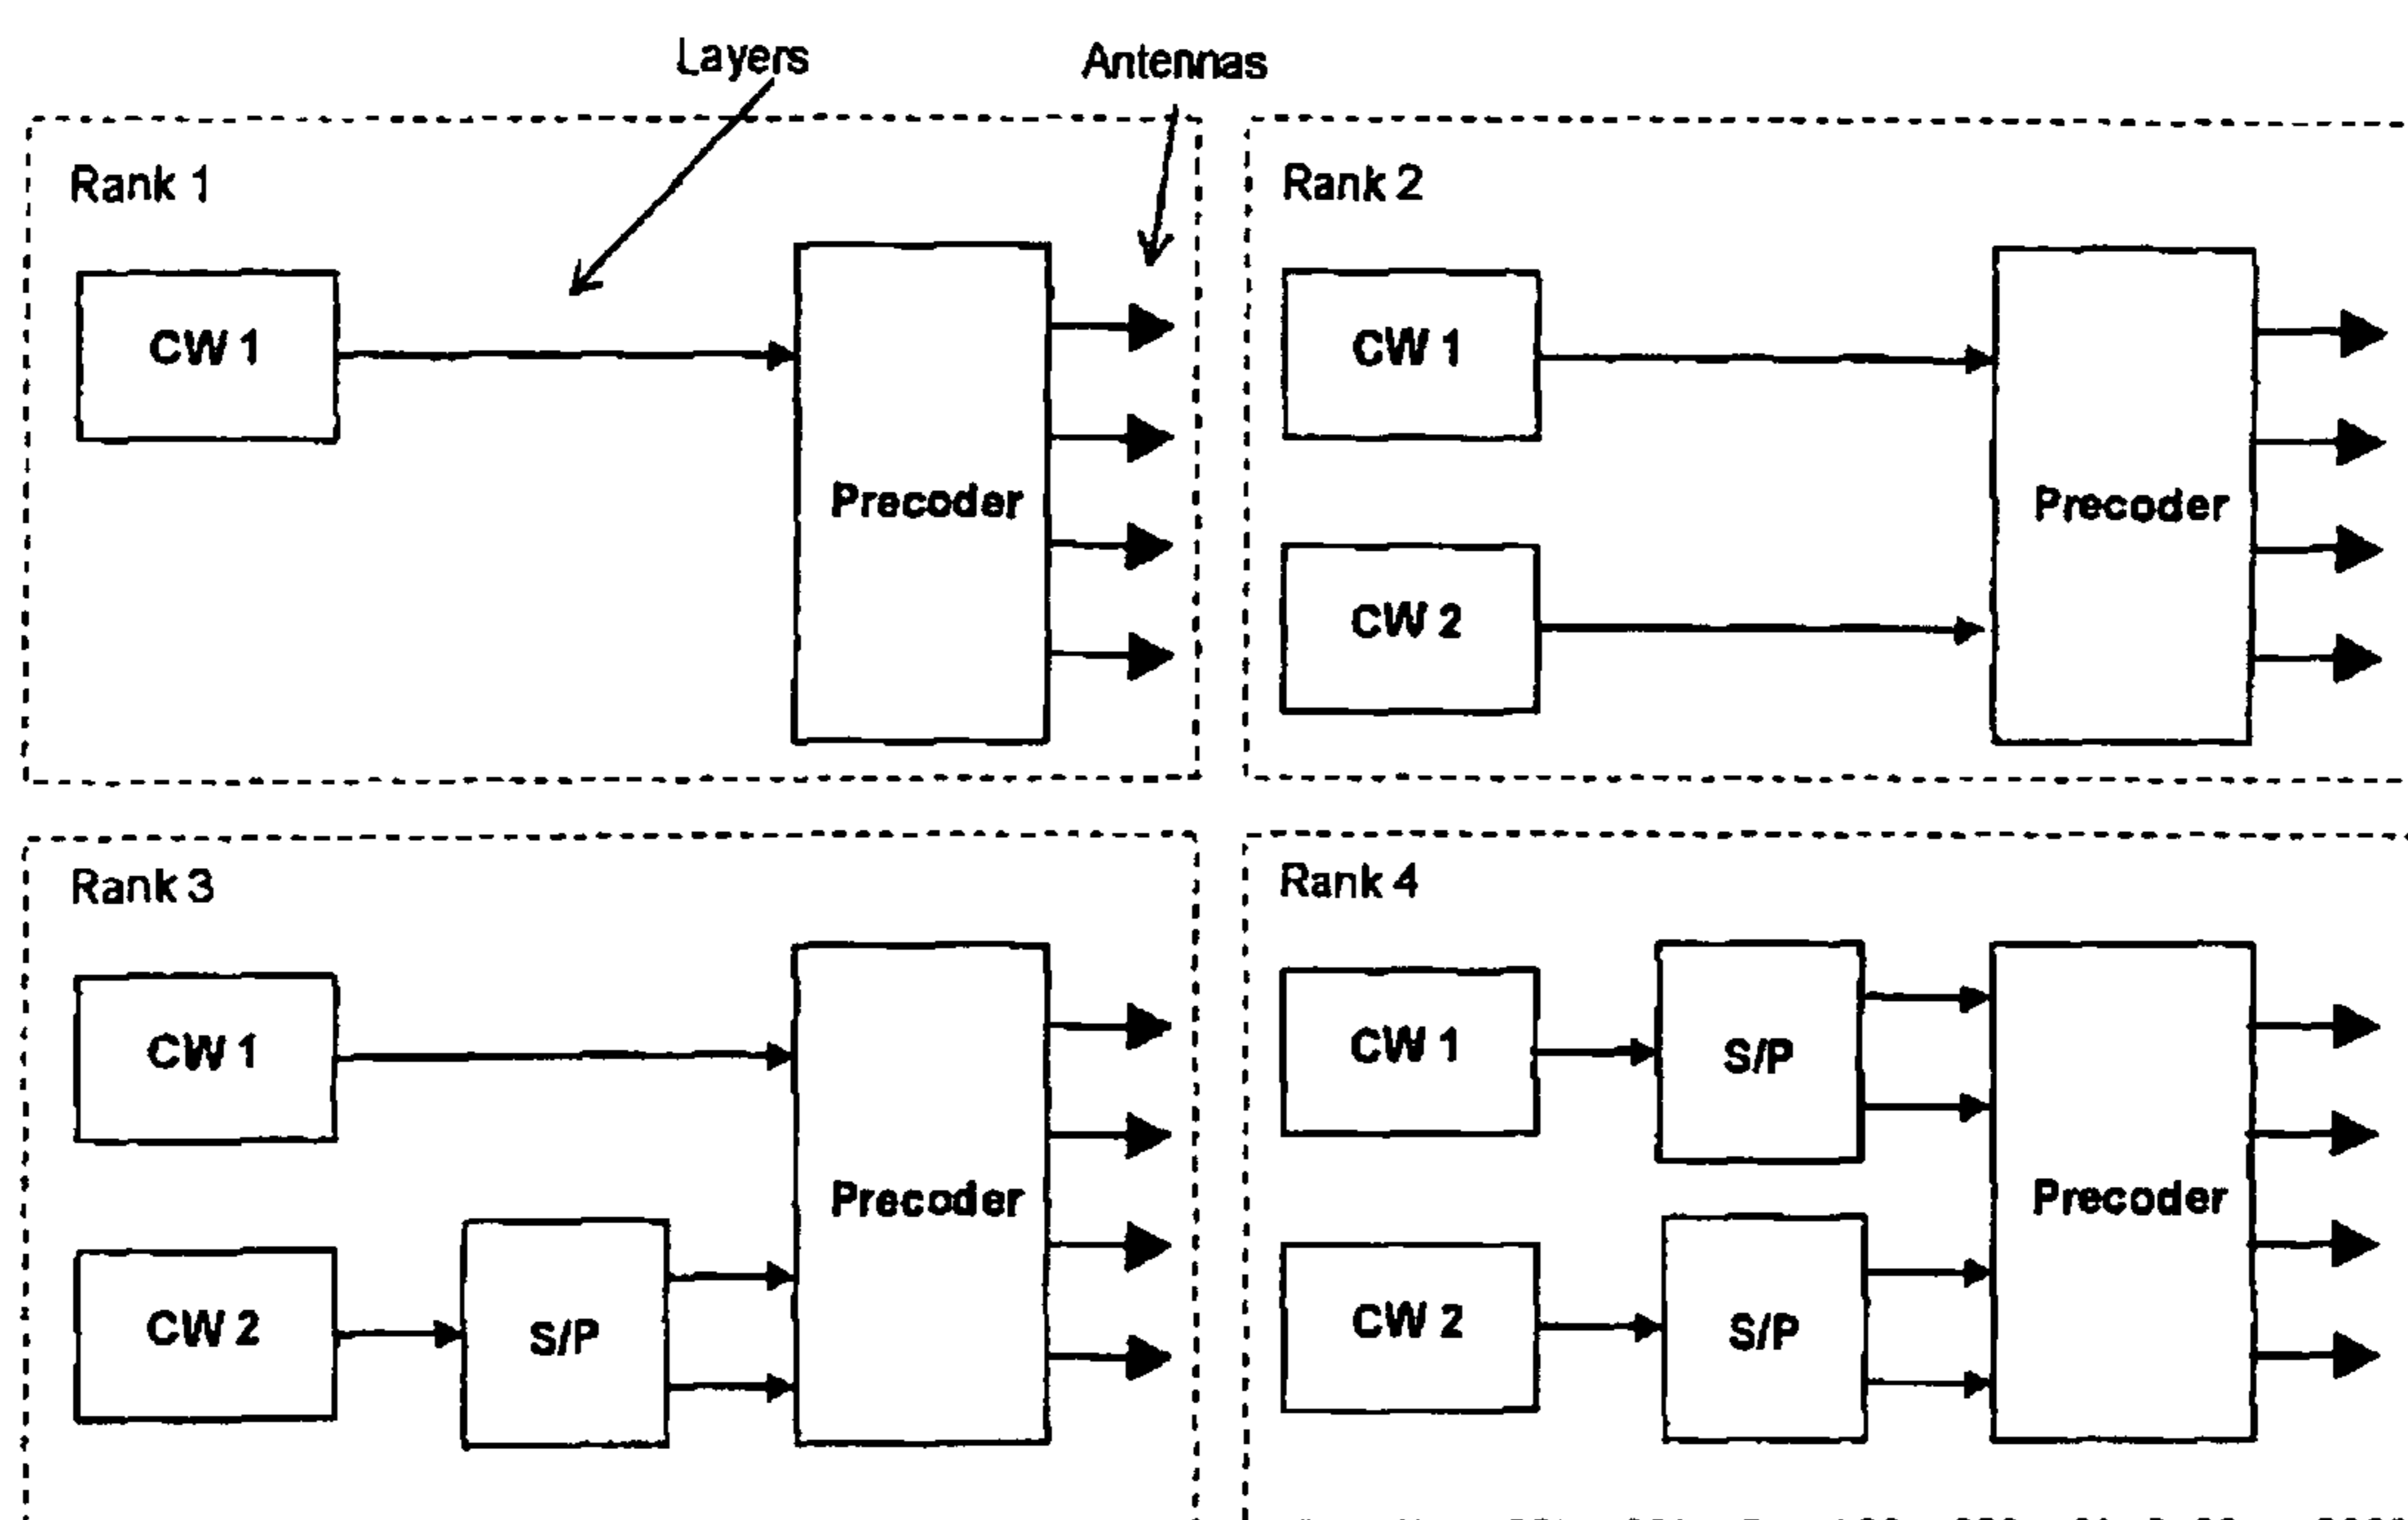 Layers
Antennas
Rank 1
CW 1
Precoder
Rank 2
CW 1
CW 2
Precoder
Rank 3
CW 1
CW 2
S/P
Precoder
Rank 4
CW 1
S/P
CW 2
S/P
Precoder